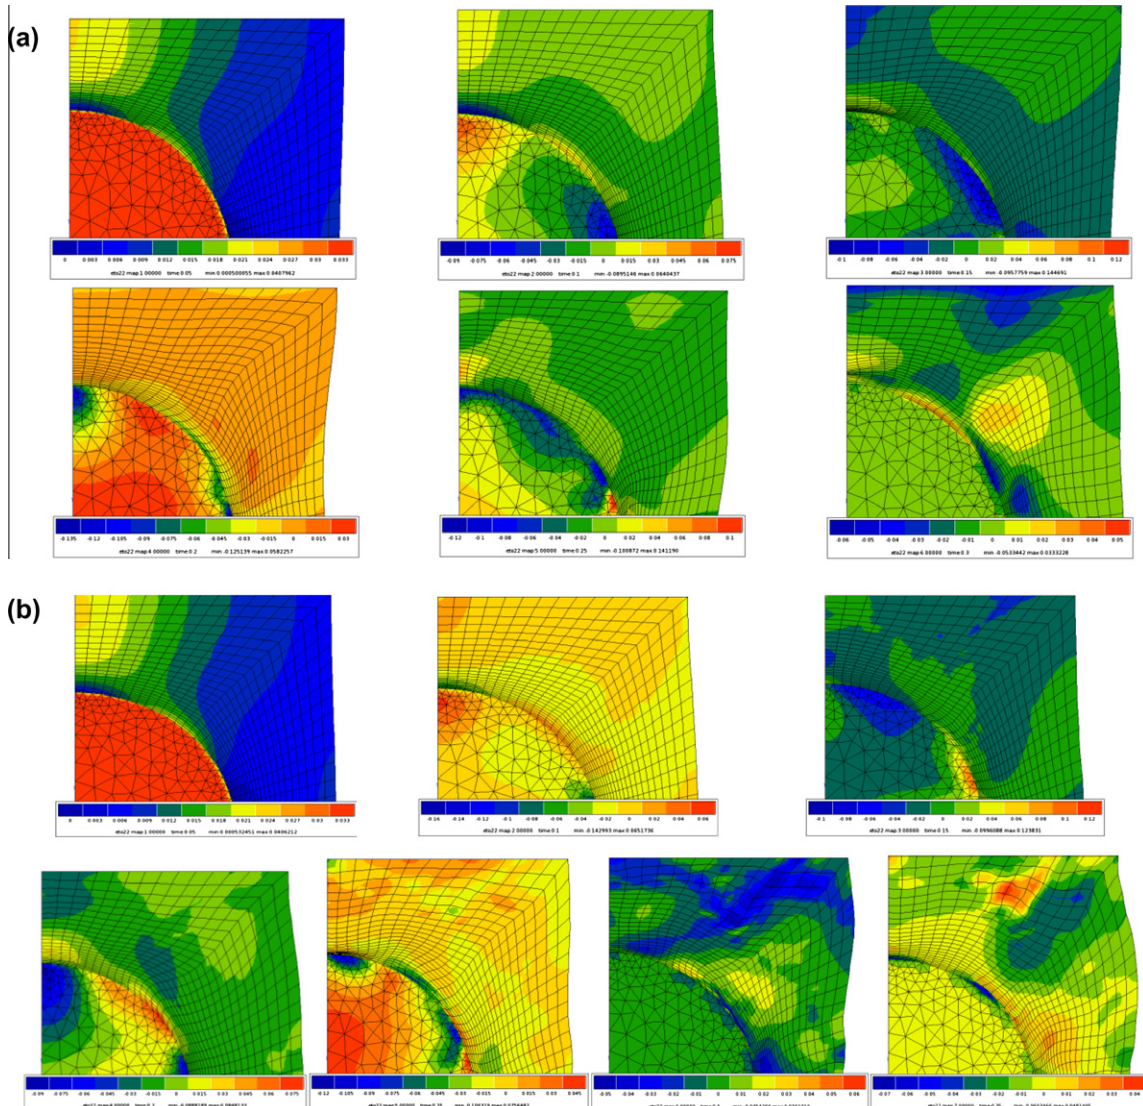 (a)
0 0.003 0.006 0.009 0.012 0.015 0.018 0.021 0.024 0.027 0.03 0.033
eto22 map:1.00000 time:0.05 min:0.000500055 max:0.0407962
-0.09 -0.075 -0.06 -0.045 -0.03 -0.015 0 0.015 0.03 0.045 0.06 0.075
eto22 map:2.00000 time:0.1 min -0.0895146 max:0.0640437
-0.1 -0.08 -0.06 -0.04 -0.02 0 0.02 0.04 0.06 0.08 0.1 0.12
eto22 map:3.00000 time:0.15 min -0.0957759 max:0.144691
-0.135 -0.12 -0.105 -0.09 -0.075 -0.06 -0.045 -0.03 -0.015 0 0.015 0.03
eto22 map:4.00000 time:0.2 min -0.125139 max:0.0582257
-0.12 -0.1 -0.08 -0.06 -0.04 -0.02 0 0.02 0.04 0.06 0.08 0.1
eto22 map:5.00000 time:0.25 min -0.100872 max:0.141190
-0.06 -0.05 -0.04 -0.03 -0.02 -0.01 0 0.01 0.02 0.03 0.04 0.05
eto22 map:6.00000 time:0.3 min -0.0533442 max:0.0333228
(b)
0 0.003 0.006 0.009 0.012 0.015 0.018 0.021 0.024 0.027 0.03 0.033
eto22 map:1.00000 time:0.05 min:0.000532451 max:0.0406212
-0.16 -0.14 -0.12 -0.1 -0.08 -0.06 -0.04 -0.02 0 0.02 0.04 0.06
eto22 map:2.00000 time:0.1 min -0.142993 max:0.0651736
-0.1 -0.08 -0.06 -0.04 -0.02 0 0.02 0.04 0.06 0.08 0.1 0.12
eto22 map:3.00000 time:0.15 min -0.0996088 max:0.123831
-0.09 -0.075 -0.06 -0.045 -0.03 -0.015 0 0.015 0.03 0.045 0.06 0.075
-0.12 -0.105 -0.09 -0.075 -0.06 -0.045 -0.03 -0.015 0 0.015 0.03 0.045
-0.05 -0.04 -0.03 -0.02 -0.01 0 0.01 0.02 0.03 0.04 0.05 0.06
-0.07 -0.06 -0.05 -0.04 -0.03 -0.02 -0.01 0 0.01 0.02 0.03 0.04